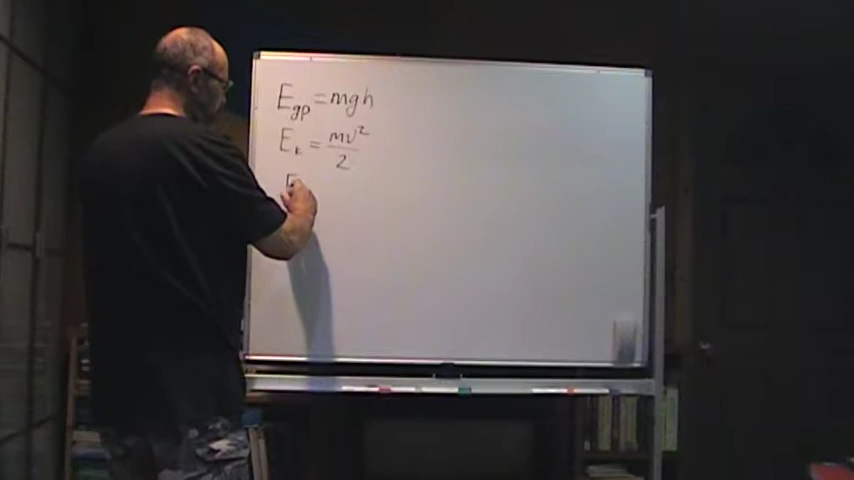 E_gp = mgh
E_k = mv²/2
E